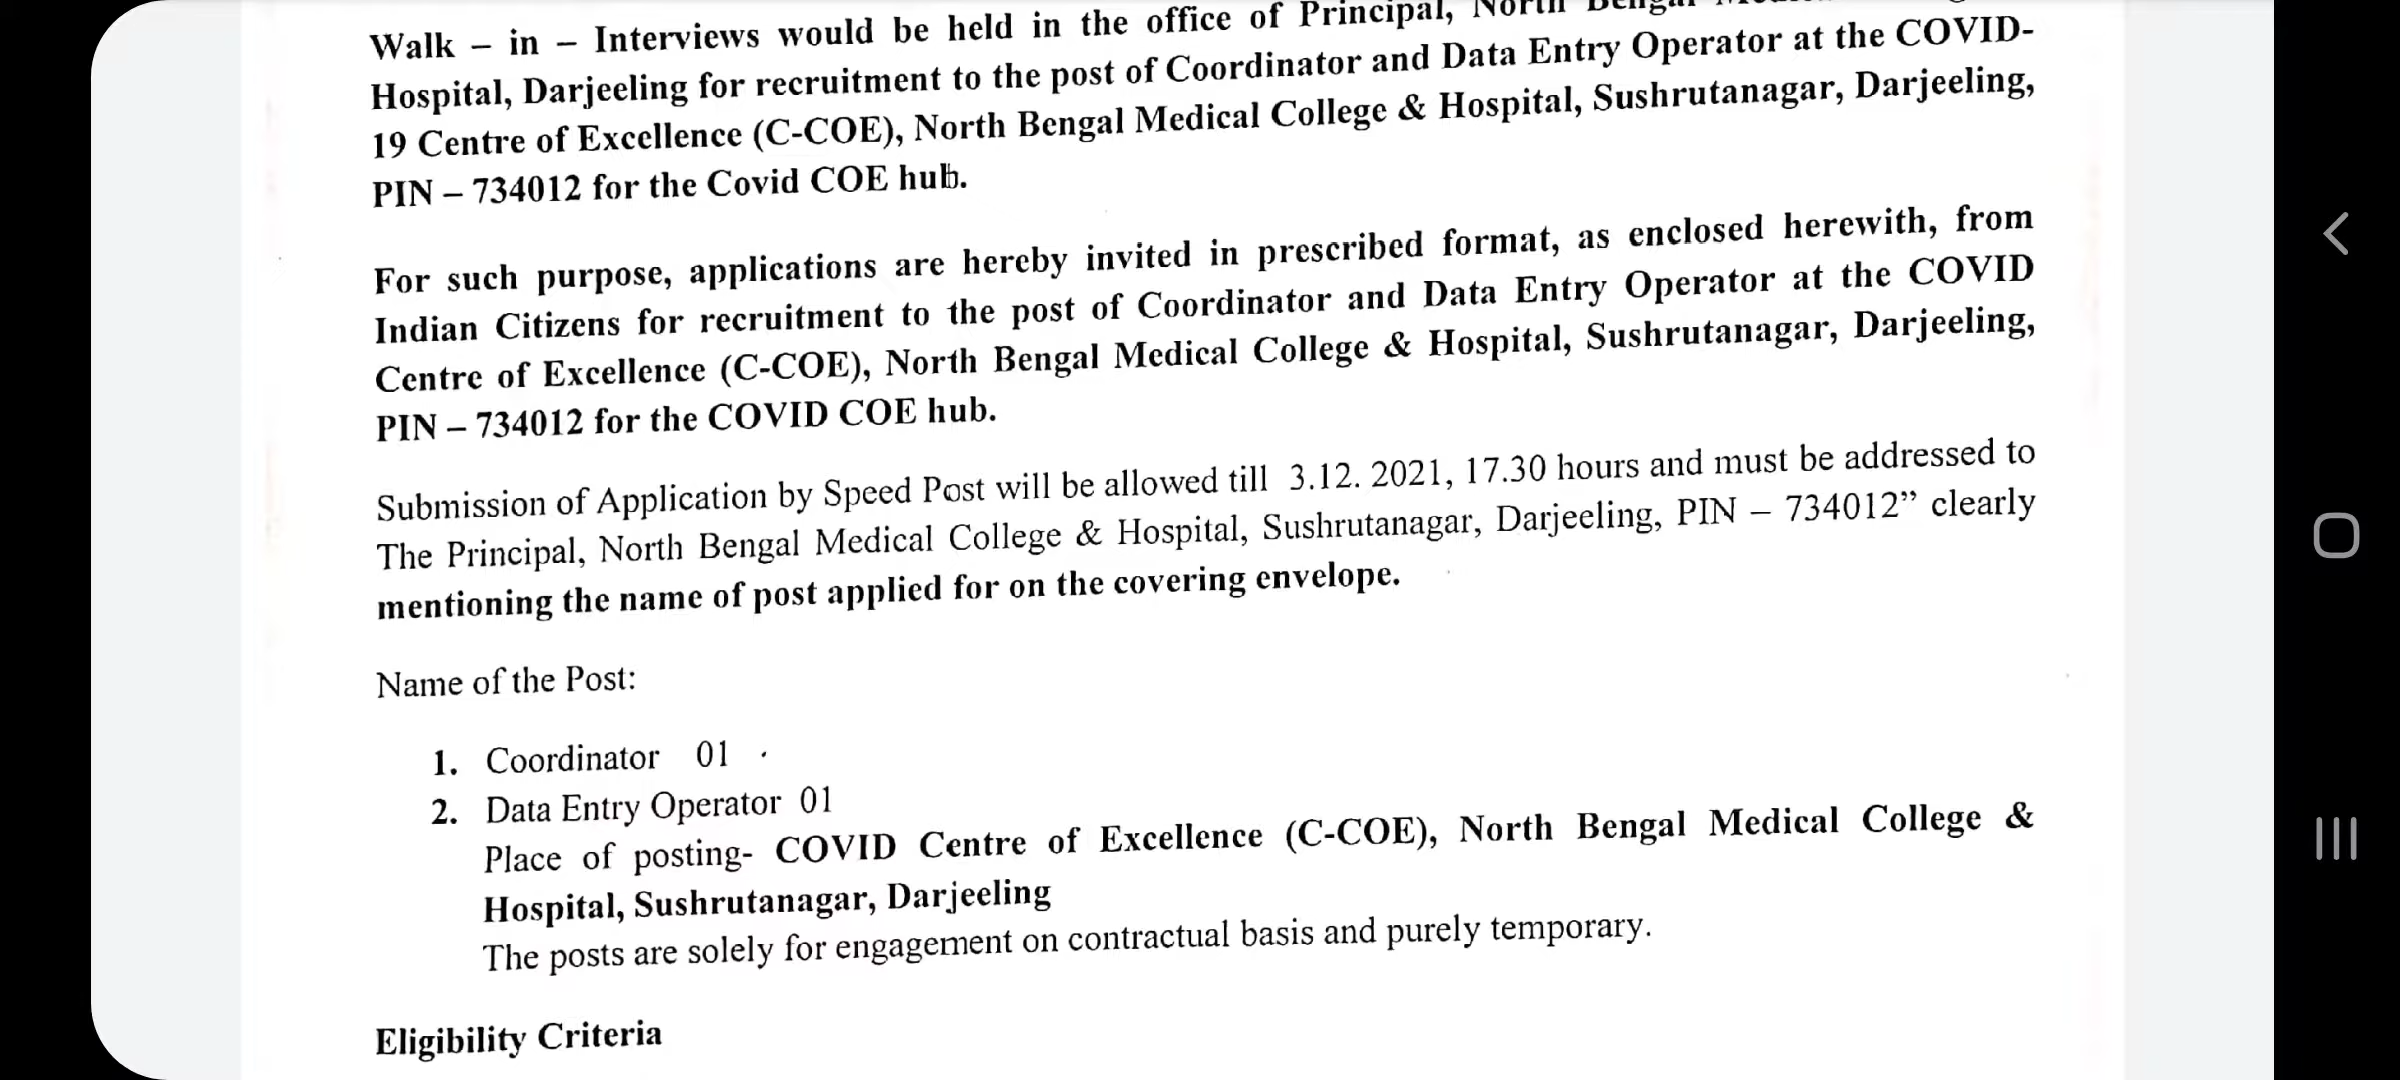 Walk – in – Interviews would be held in the office of Principal, North
Hospital, Darjeeling for recruitment to the post of Coordinator and Data Entry Operator at the COVID-
19 Centre of Excellence (C-COE), North Bengal Medical College & Hospital, Sushrutanagar, Darjeeling,
PIN – 734012 for the Covid COE hub.
For such purpose, applications are hereby invited in prescribed format, as enclosed herewith, from
Indian Citizens for recruitment to the post of Coordinator and Data Entry Operator at the COVID
Centre of Excellence (C-COE), North Bengal Medical College & Hospital, Sushrutanagar, Darjeeling,
PIN – 734012 for the COVID COE hub.
Submission of Application by Speed Post will be allowed till 3.12. 2021, 17.30 hours and must be addressed to
The Principal, North Bengal Medical College & Hospital, Sushrutanagar, Darjeeling, PIN – 734012” clearly
mentioning the name of post applied for on the covering envelope.
Name of the Post:
1. Coordinator 01
2. Data Entry Operator 01
Place of posting- COVID Centre of Excellence (C-COE), North Bengal Medical College &
Hospital, Sushrutanagar, Darjeeling
The posts are solely for engagement on contractual basis and purely temporary.
Eligibility Criteria